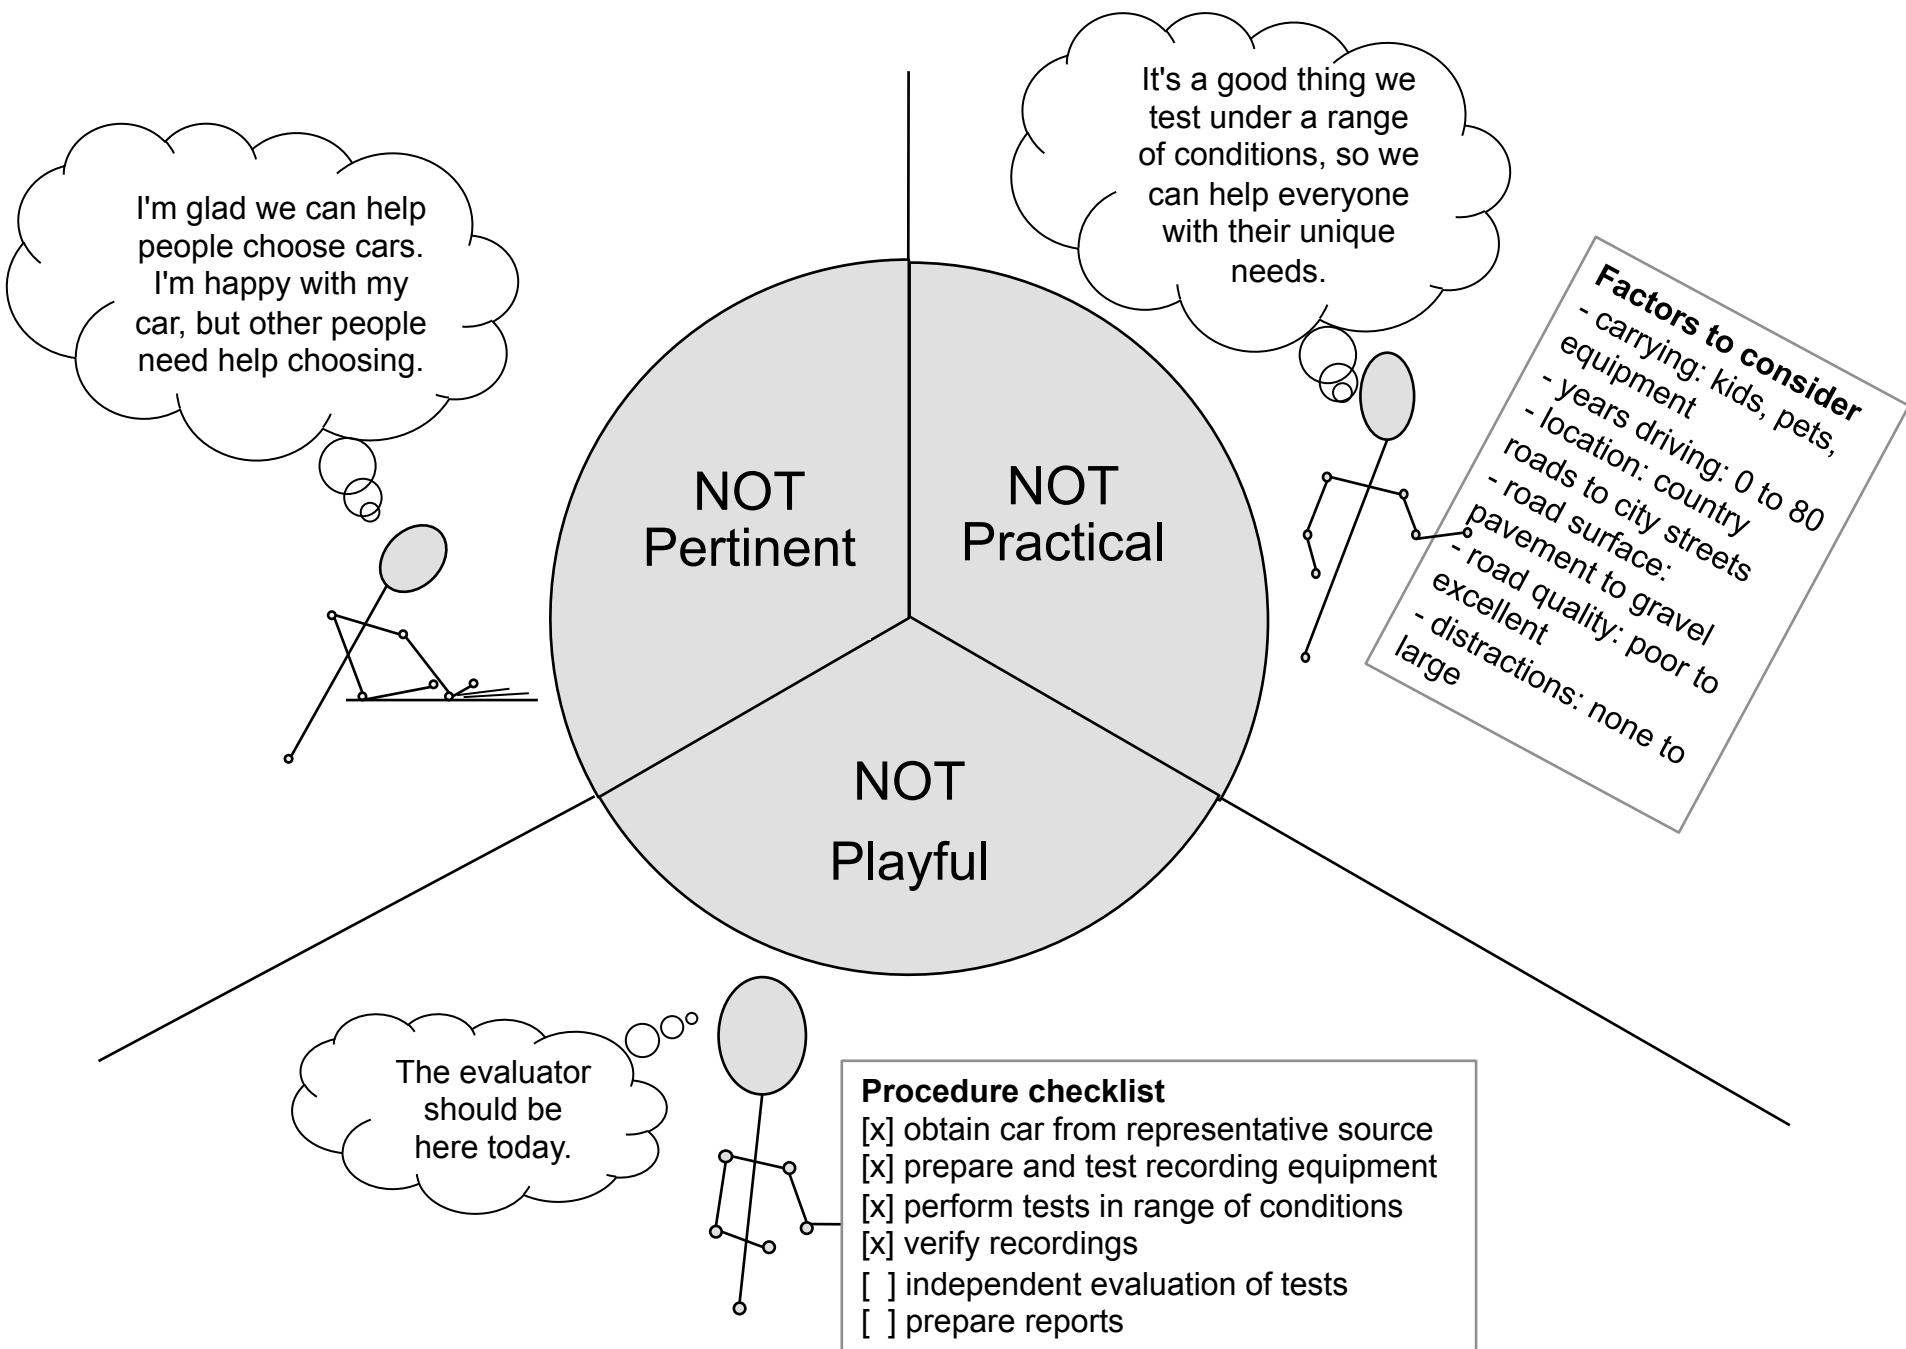 I'm glad we can help
people choose cars.
I'm happy with my
car, but other people
need help choosing.
It's a good thing we
test under a range
of conditions, so we
can help everyone
with their unique
needs.
Factors to consider
- carrying: kids, pets,
equipment
- years driving: 0 to 80
- location: country
roads to city streets
- road surface:
pavement to gravel
- road quality: poor to
excellent
- distractions: none to
large
NOT
Pertinent
NOT
Practical
NOT
Playful
The evaluator
should be
here today.
Procedure checklist
[x] obtain car from representative source
[x] prepare and test recording equipment
[x] perform tests in range of conditions
[x] verify recordings
[ ] independent evaluation of tests
[ ] prepare reports